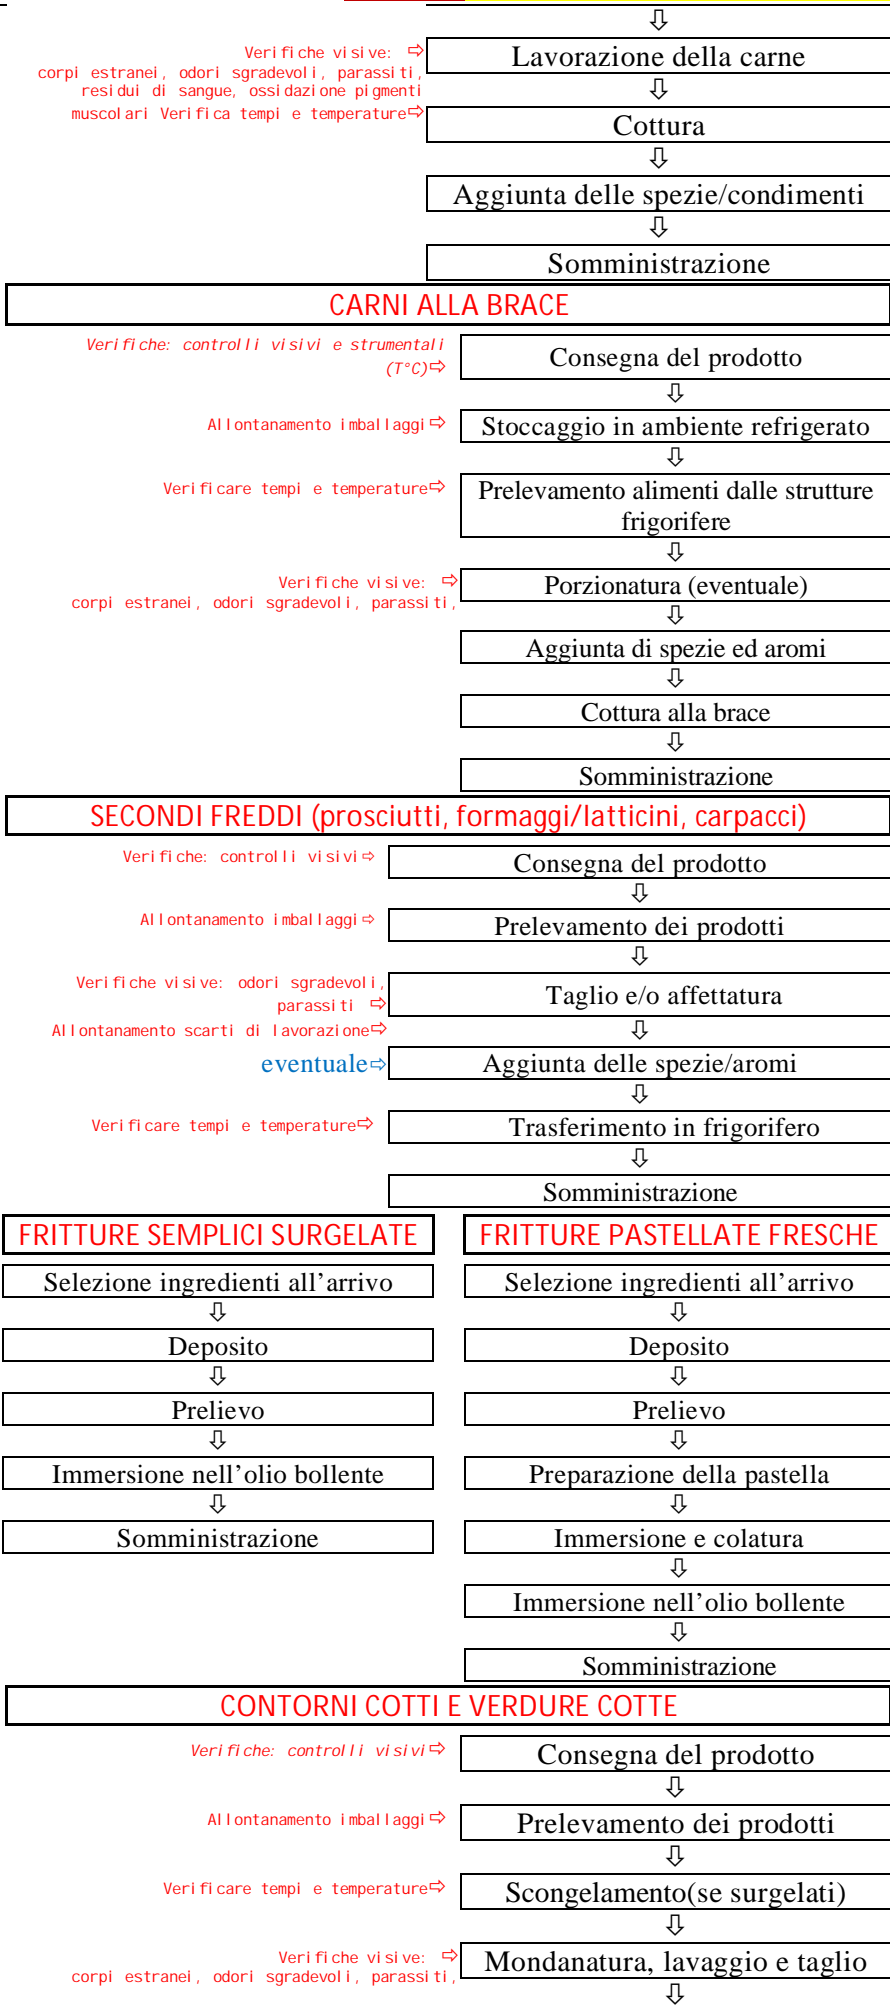 ⇩
Verifiche visive: ⇨
corpi estranei, odori sgradevoli, parassiti,
residui di sangue, ossidazione pigmenti
muscolari Verifica tempi e temperature⇨
Lavorazione della carne
⇩
Cottura
⇩
Aggiunta delle spezie/condimenti
⇩
Somministrazione
CARNI ALLA BRACE
Verifiche: controlli visivi e strumentali
(T°C)⇨
Consegna del prodotto
⇩
Allontanamento imballaggi⇨
Stoccaggio in ambiente refrigerato
⇩
Verificare tempi e temperature⇨
Prelevamento alimenti dalle strutture
frigorifere
⇩
Verifiche visive: ⇨
corpi estranei, odori sgradevoli, parassiti,
Porzionatura (eventuale)
⇩
Aggiunta di spezie ed aromi
⇩
Cottura alla brace
⇩
Somministrazione
SECONDI FREDDI (prosciutti, formaggi/latticini, carpacci)
Verifiche: controlli visivi⇨
Consegna del prodotto
⇩
Allontanamento imballaggi⇨
Prelevamento dei prodotti
⇩
Verifiche visive: odori sgradevoli,
parassiti ⇨
Taglio e/o affettatura
Allontanamento scarti di lavorazione⇨
⇩
eventuale⇨
Aggiunta delle spezie/aromi
⇩
Verificare tempi e temperature⇨
Trasferimento in frigorifero
⇩
Somministrazione
FRITTURE SEMPLICI SURGELATE
Selezione ingredienti all’arrivo
⇩
Deposito
⇩
Prelievo
⇩
Immersione nell’olio bollente
⇩
Somministrazione
FRITTURE PASTELLATE FRESCHE
Selezione ingredienti all’arrivo
⇩
Deposito
⇩
Prelievo
⇩
Preparazione della pastella
⇩
Immersione e colatura
⇩
Immersione nell’olio bollente
⇩
Somministrazione
CONTORNI COTTI E VERDURE COTTE
Verifiche: controlli visivi⇨
Consegna del prodotto
⇩
Allontanamento imballaggi⇨
Prelevamento dei prodotti
⇩
Verificare tempi e temperature⇨
Scongelamento(se surgelati)
⇩
Verifiche visive: ⇨
corpi estranei, odori sgradevoli, parassiti,
Mondanatura, lavaggio e taglio
⇩